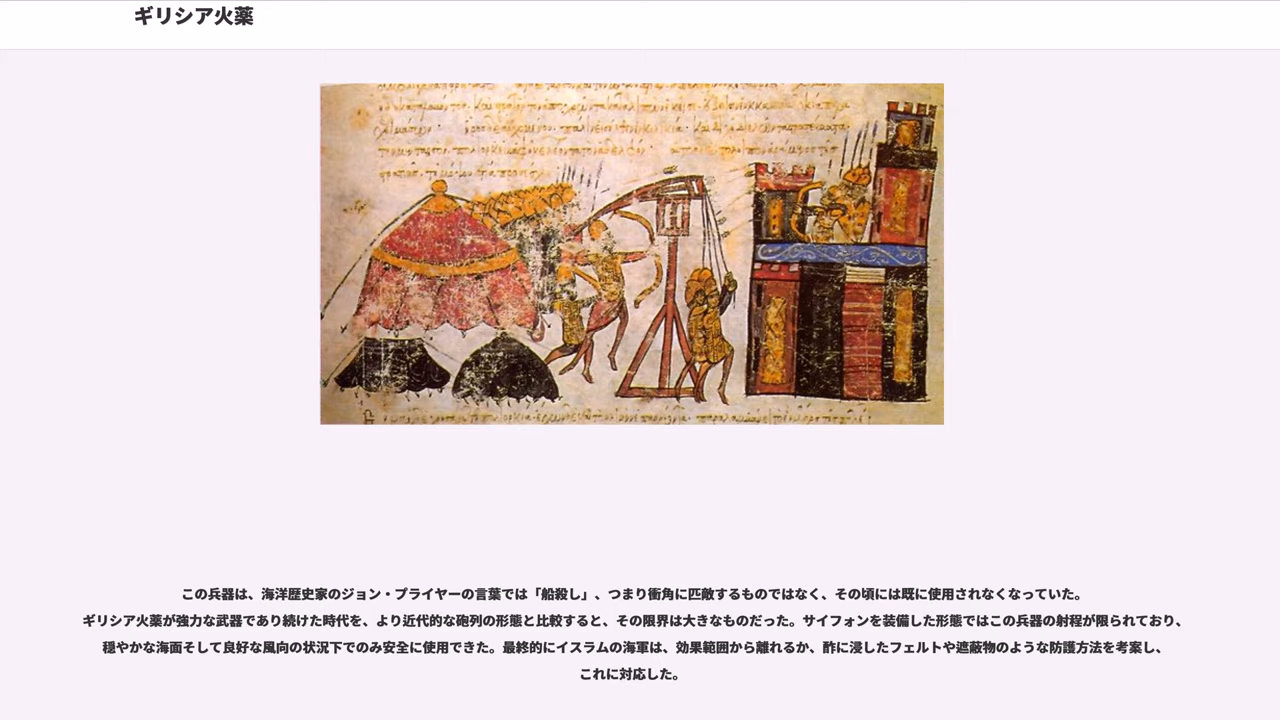 ギリシア火薬
この兵器は、海洋歴史家のジョン・プライヤーの言葉では「船殺し」、つまり衝角に匹敵するものではなく、その頃には既に使用されなくなっていた。
ギリシア火薬が強力な武器であり続けた時代を、より近代的な砲列の形態と比較すると、その限界は大きなものだった。サイフォンを装備した形態ではこの兵器の射程が限られており、
穏やかな海面そして良好な風向の状況下でのみ安全に使用できた。最終的にイスラムの海軍は、効果範囲から離れるか、酢に浸したフェルトや遮蔽物のような防護方法を考案し、
これに対応した。